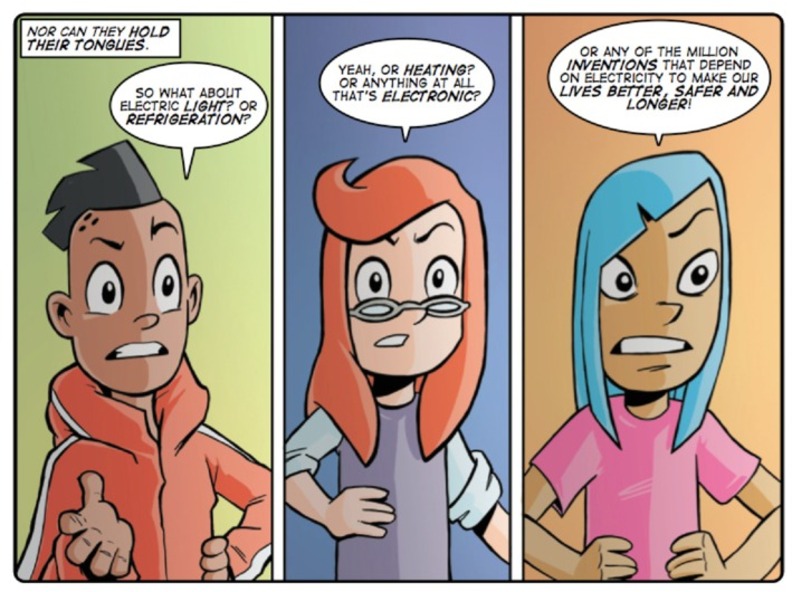 NOR CAN THEY HOLD
THEIR TONGUES.
SO WHAT ABOUT
ELECTRIC LIGHT? OR
REFRIGERATION?
YEAH, OR HEATING?
OR ANYTHING AT ALL
THAT'S ELECTRONIC?
OR ANY OF THE MILLION
INVENTIONS THAT DEPEND
ON ELECTRICITY TO MAKE OUR
LIVES BETTER, SAFER AND
LONGER!